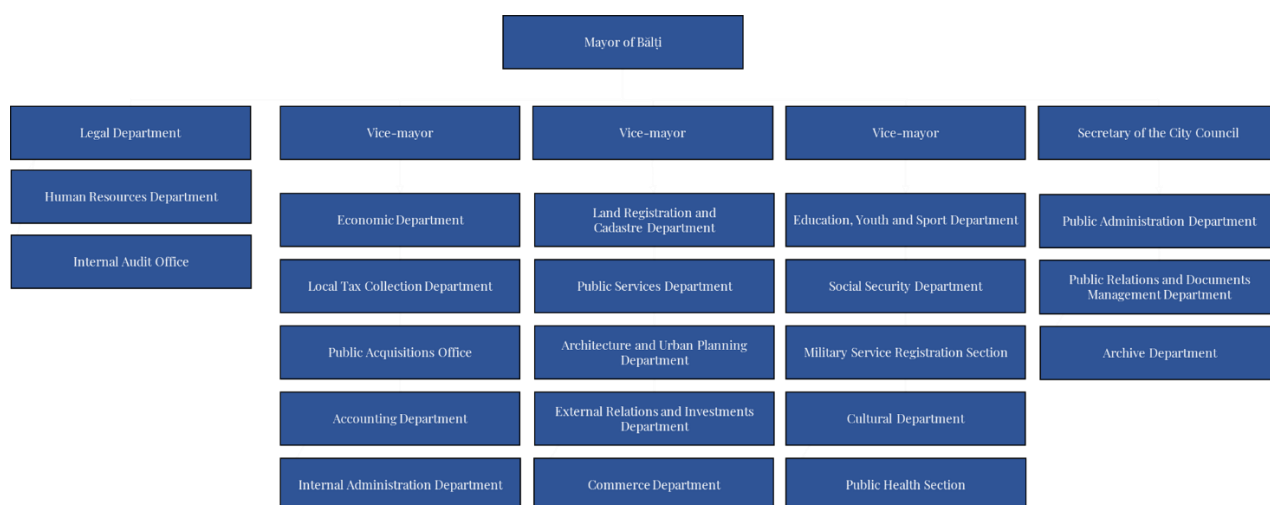 Mayor of Bălți
Legal Department
Vice-mayor
Vice-mayor
Vice-mayor
Secretary of the City Council
Human Resources Department
Internal Audit Office
Economic Department
Local Tax Collection Department
Public Acquisitions Office
Accounting Department
Internal Administration Department
Land Registration and
Cadastre Department
Public Services Department
Architecture and Urban Planning
Department
External Relations and Investments
Department
Commerce Department
Education, Youth and Sport Department
Social Security Department
Military Service Registration Section
Cultural Department
Public Health Section
Public Administration Department
Public Relations and Documents
Management Department
Archive Department